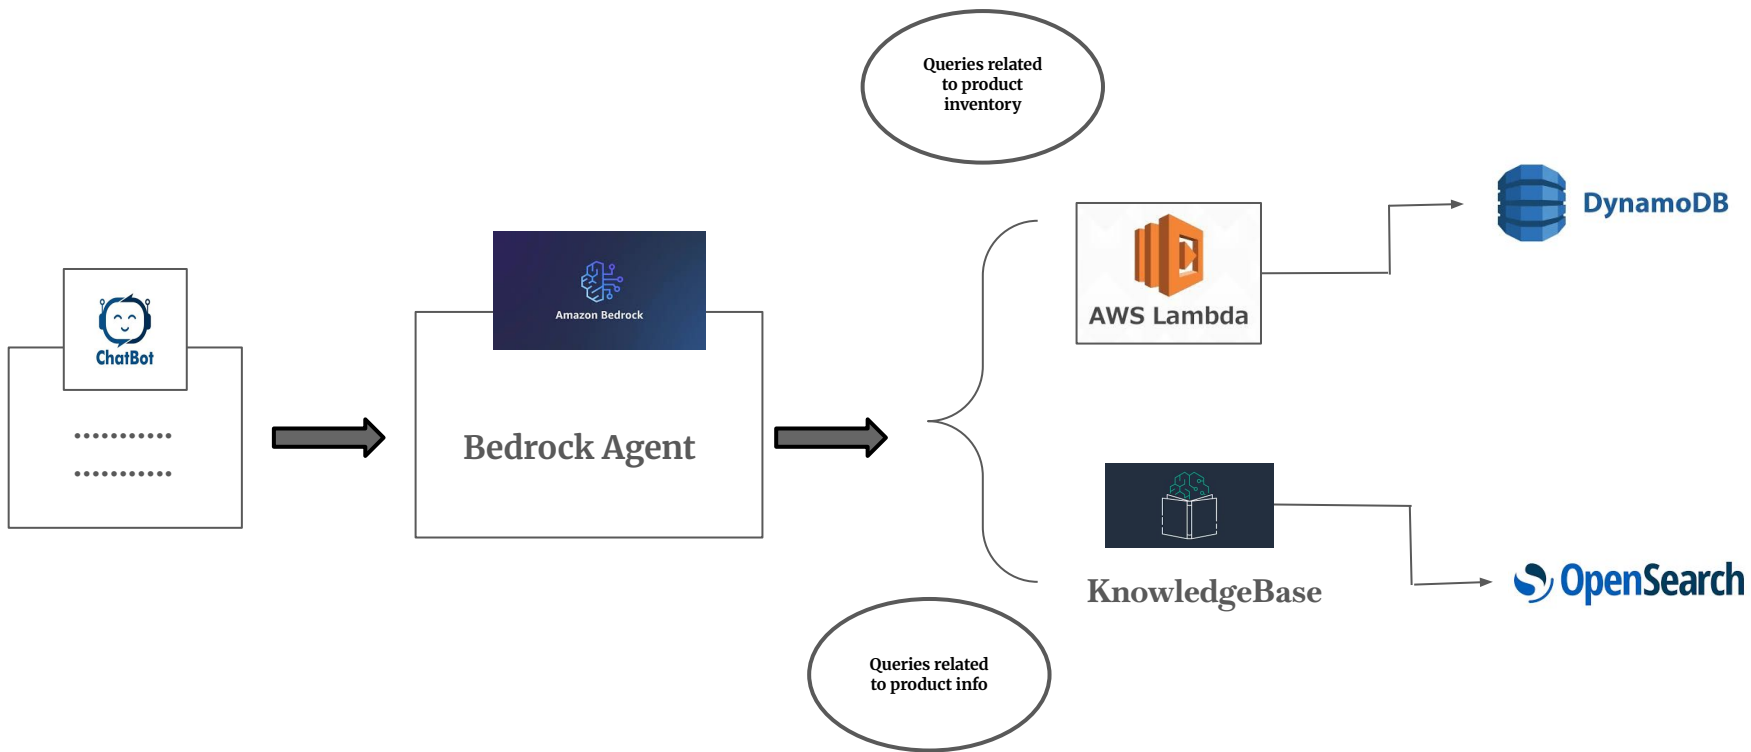 ChatBot
Amazon Bedrock
Bedrock Agent
Queries related
to product
inventory
AWS Lambda
DynamoDB
KnowledgeBase
OpenSearch
Queries related
to product info